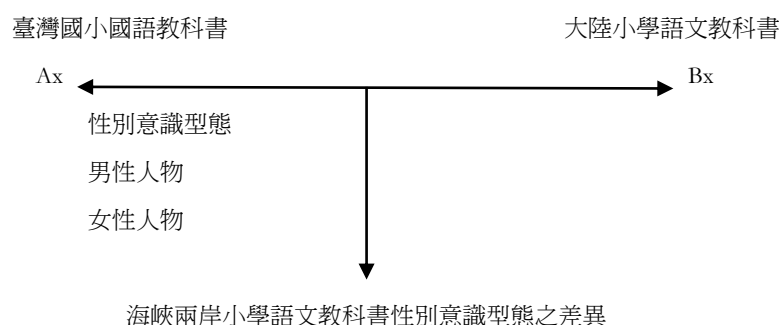 臺灣國小國語教科書 大陸小學語文教科書
Ax Bx
性別意識型態
男性人物
女性人物
海峽兩岸小學語文教科書性別意識型態之差異